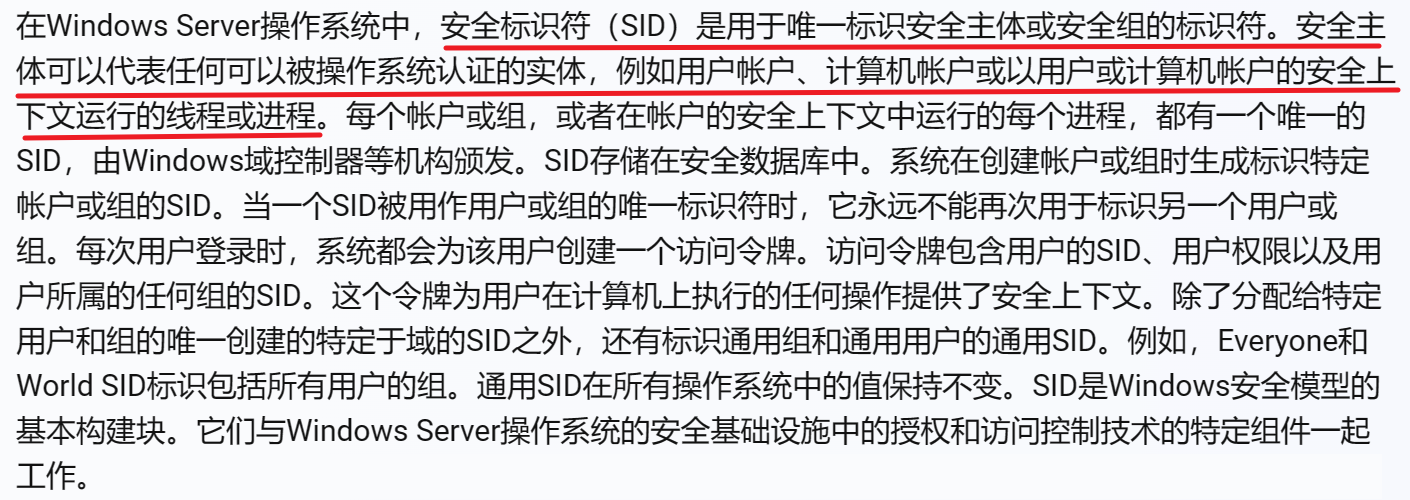 在Windows Server操作系统中，安全标识符（SID）是用于唯一标识安全主体或安全组的标识符。安全主
体可以代表任何可以被操作系统认证的实体，例如用户帐户、计算机帐户或以用户或计算机帐户的安全上
下文运行的线程或进程。每个帐户或组，或者在帐户的安全上下文中运行的每个进程，都有一个唯一的
SID，由Windows域控制器等机构颁发。SID存储在安全数据库中。系统在创建帐户或组时生成标识特定
帐户或组的SID。当一个SID被用作用户或组的唯一标识符时，它永远不能再次用于标识另一个用户或
组。每次用户登录时，系统都会为该用户创建一个访问令牌。访问令牌包含用户的SID、用户权限以及用
户所属的任何组的SID。这个令牌为用户在计算机上执行的任何操作提供了安全上下文。除了分配给特定
用户和组的唯一创建的特定于域的SID之外，还有标识通用组和通用用户的通用SID。例如，Everyone和
World SID标识包括所有用户的组。通用SID在所有操作系统中的值保持不变。SID是Windows安全模型的
基本构建块。它们与Windows Server操作系统的安全基础设施中的授权和访问控制技术的特定组件一起
工作。